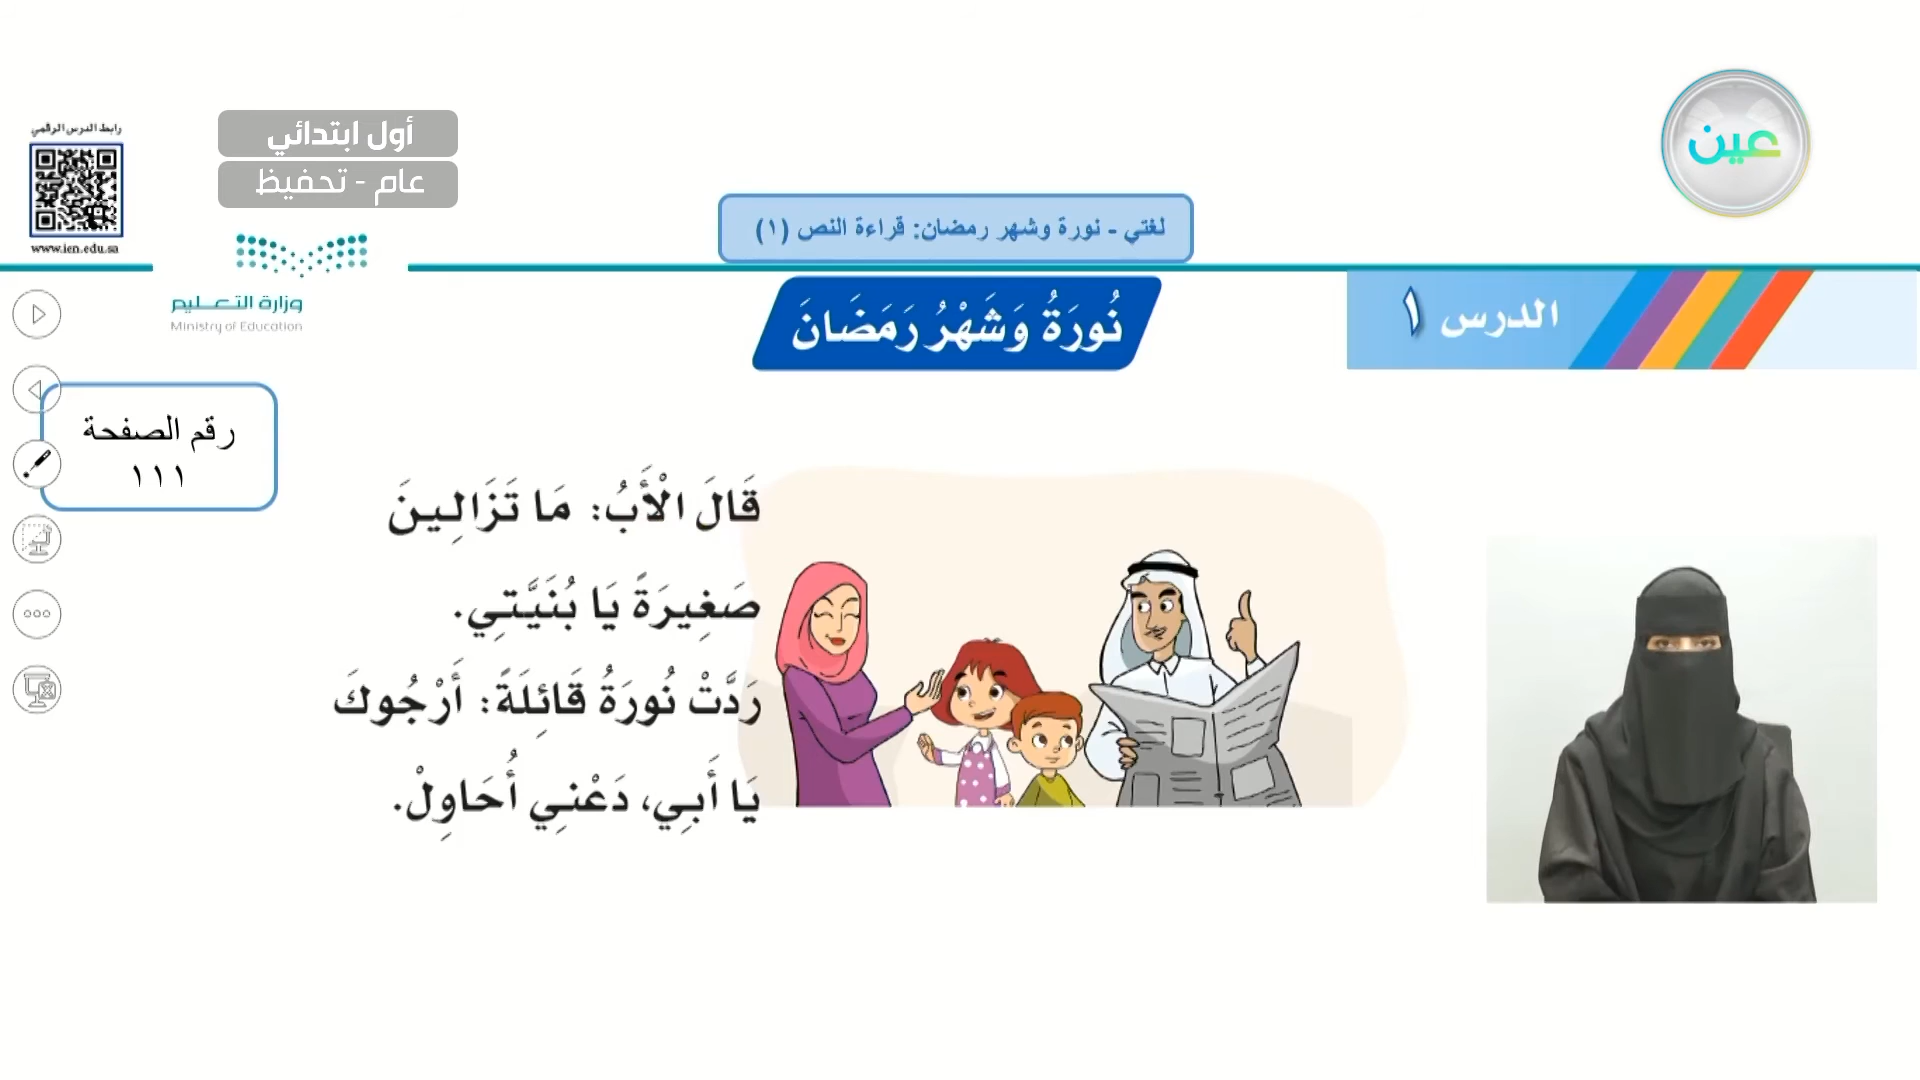 عين
أول ابتدائي
عام - تحفيظ
رابط الدرس الرقمي
www.ien.edu.sa
لغتي - نورة وشهر رمضان: قراءة النص (١)
وزارة التعليم
Ministry of Education
الدرس ١
نُورَةُ وَشَهْرُ رَمَضَانَ
رقم الصفحة
١١١
قَالَ الْأَبُ: مَا تَزَالِينَ
صَغِيرَةً يَا بُنَيَّتِي.
رَدَّتْ نُورَةُ قَائِلَةً: أَرْجُوكَ
يَا أَبِي، دَعْنِي أُحَاوِلْ.